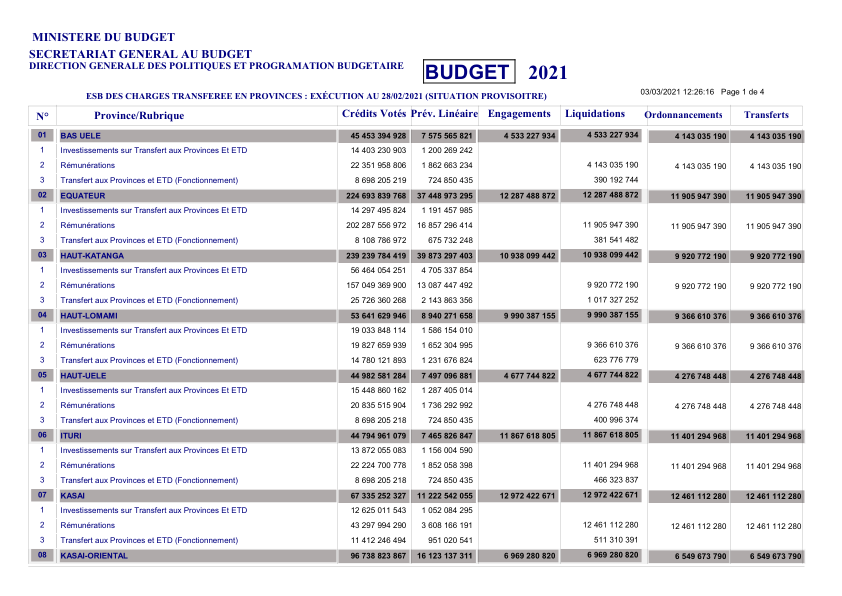 MINISTERE DU BUDGET
SECRETARIAT GENERAL AU BUDGET
DIRECTION GENERALE DES POLITIQUES ET PROGRAMATION BUDGETAIRE
BUDGET 2021
ESB DES CHARGES TRANSFEREE EN PROVINCES : EXÉCUTION AU 28/02/2021 (SITUATION PROVISOITRE)
03/03/2021 12:26:16 Page 1 de 4
N° Province/Rubrique Crédits Votés Prév. Linéaire Engagements Liquidations Ordonnancements Transferts
01 BAS UELE 45 453 394 928 7 575 565 821 4 533 227 934 4 533 227 934 4 143 035 190 4 143 035 190
1 Investissements sur Transfert aux Provinces Et ETD 14 403 230 903 1 200 269 242
2 Rémunérations 22 351 958 806 1 862 663 234 4 143 035 190 4 143 035 190 4 143 035 190
3 Transfert aux Provinces et ETD (Fonctionnement) 8 698 205 219 724 850 435 390 192 744
02 EQUATEUR 224 693 839 768 37 448 973 295 12 287 488 872 12 287 488 872 11 905 947 390 11 905 947 390
1 Investissements sur Transfert aux Provinces Et ETD 14 297 495 824 1 191 457 985
2 Rémunérations 202 287 556 972 16 857 296 414 11 905 947 390 11 905 947 390 11 905 947 390
3 Transfert aux Provinces et ETD (Fonctionnement) 8 108 786 972 675 732 248 381 541 482
03 HAUT-KATANGA 239 239 784 419 39 873 297 403 10 938 099 442 10 938 099 442 9 920 772 190 9 920 772 190
1 Investissements sur Transfert aux Provinces Et ETD 56 464 054 251 4 705 337 854
2 Rémunérations 157 049 369 900 13 087 447 492 9 920 772 190 9 920 772 190 9 920 772 190
3 Transfert aux Provinces et ETD (Fonctionnement) 25 726 360 268 2 143 863 356 1 017 327 252
04 HAUT-LOMAMI 53 641 629 946 8 940 271 658 9 990 387 155 9 990 387 155 9 366 610 376 9 366 610 376
1 Investissements sur Transfert aux Provinces Et ETD 19 033 848 114 1 586 154 010
2 Rémunérations 19 827 659 939 1 652 304 995 9 366 610 376 9 366 610 376 9 366 610 376
3 Transfert aux Provinces et ETD (Fonctionnement) 14 780 121 893 1 231 676 824 623 776 779
05 HAUT-UELE 44 982 581 284 7 497 096 881 4 677 744 822 4 677 744 822 4 276 748 448 4 276 748 448
1 Investissements sur Transfert aux Provinces Et ETD 15 448 860 162 1 287 405 014
2 Rémunérations 20 835 515 904 1 736 292 992 4 276 748 448 4 276 748 448 4 276 748 448
3 Transfert aux Provinces et ETD (Fonctionnement) 8 698 205 218 724 850 435 400 996 374
06 ITURI 44 794 961 079 7 465 826 847 11 867 618 805 11 867 618 805 11 401 294 968 11 401 294 968
1 Investissements sur Transfert aux Provinces Et ETD 13 872 055 083 1 156 004 590
2 Rémunérations 22 224 700 778 1 852 058 398 11 401 294 968 11 401 294 968 11 401 294 968
3 Transfert aux Provinces et ETD (Fonctionnement) 8 698 205 218 724 850 435 466 323 837
07 KASAI 67 335 252 327 11 222 542 055 12 972 422 671 12 972 422 671 12 461 112 280 12 461 112 280
1 Investissements sur Transfert aux Provinces Et ETD 12 625 011 543 1 052 084 295
2 Rémunérations 43 297 994 290 3 608 166 191 12 461 112 280 12 461 112 280 12 461 112 280
3 Transfert aux Provinces et ETD (Fonctionnement) 11 412 246 494 951 020 541 511 310 391
08 KASAI-ORIENTAL 96 738 823 867 16 123 137 311 6 969 280 820 6 969 280 820 6 549 673 790 6 549 673 790